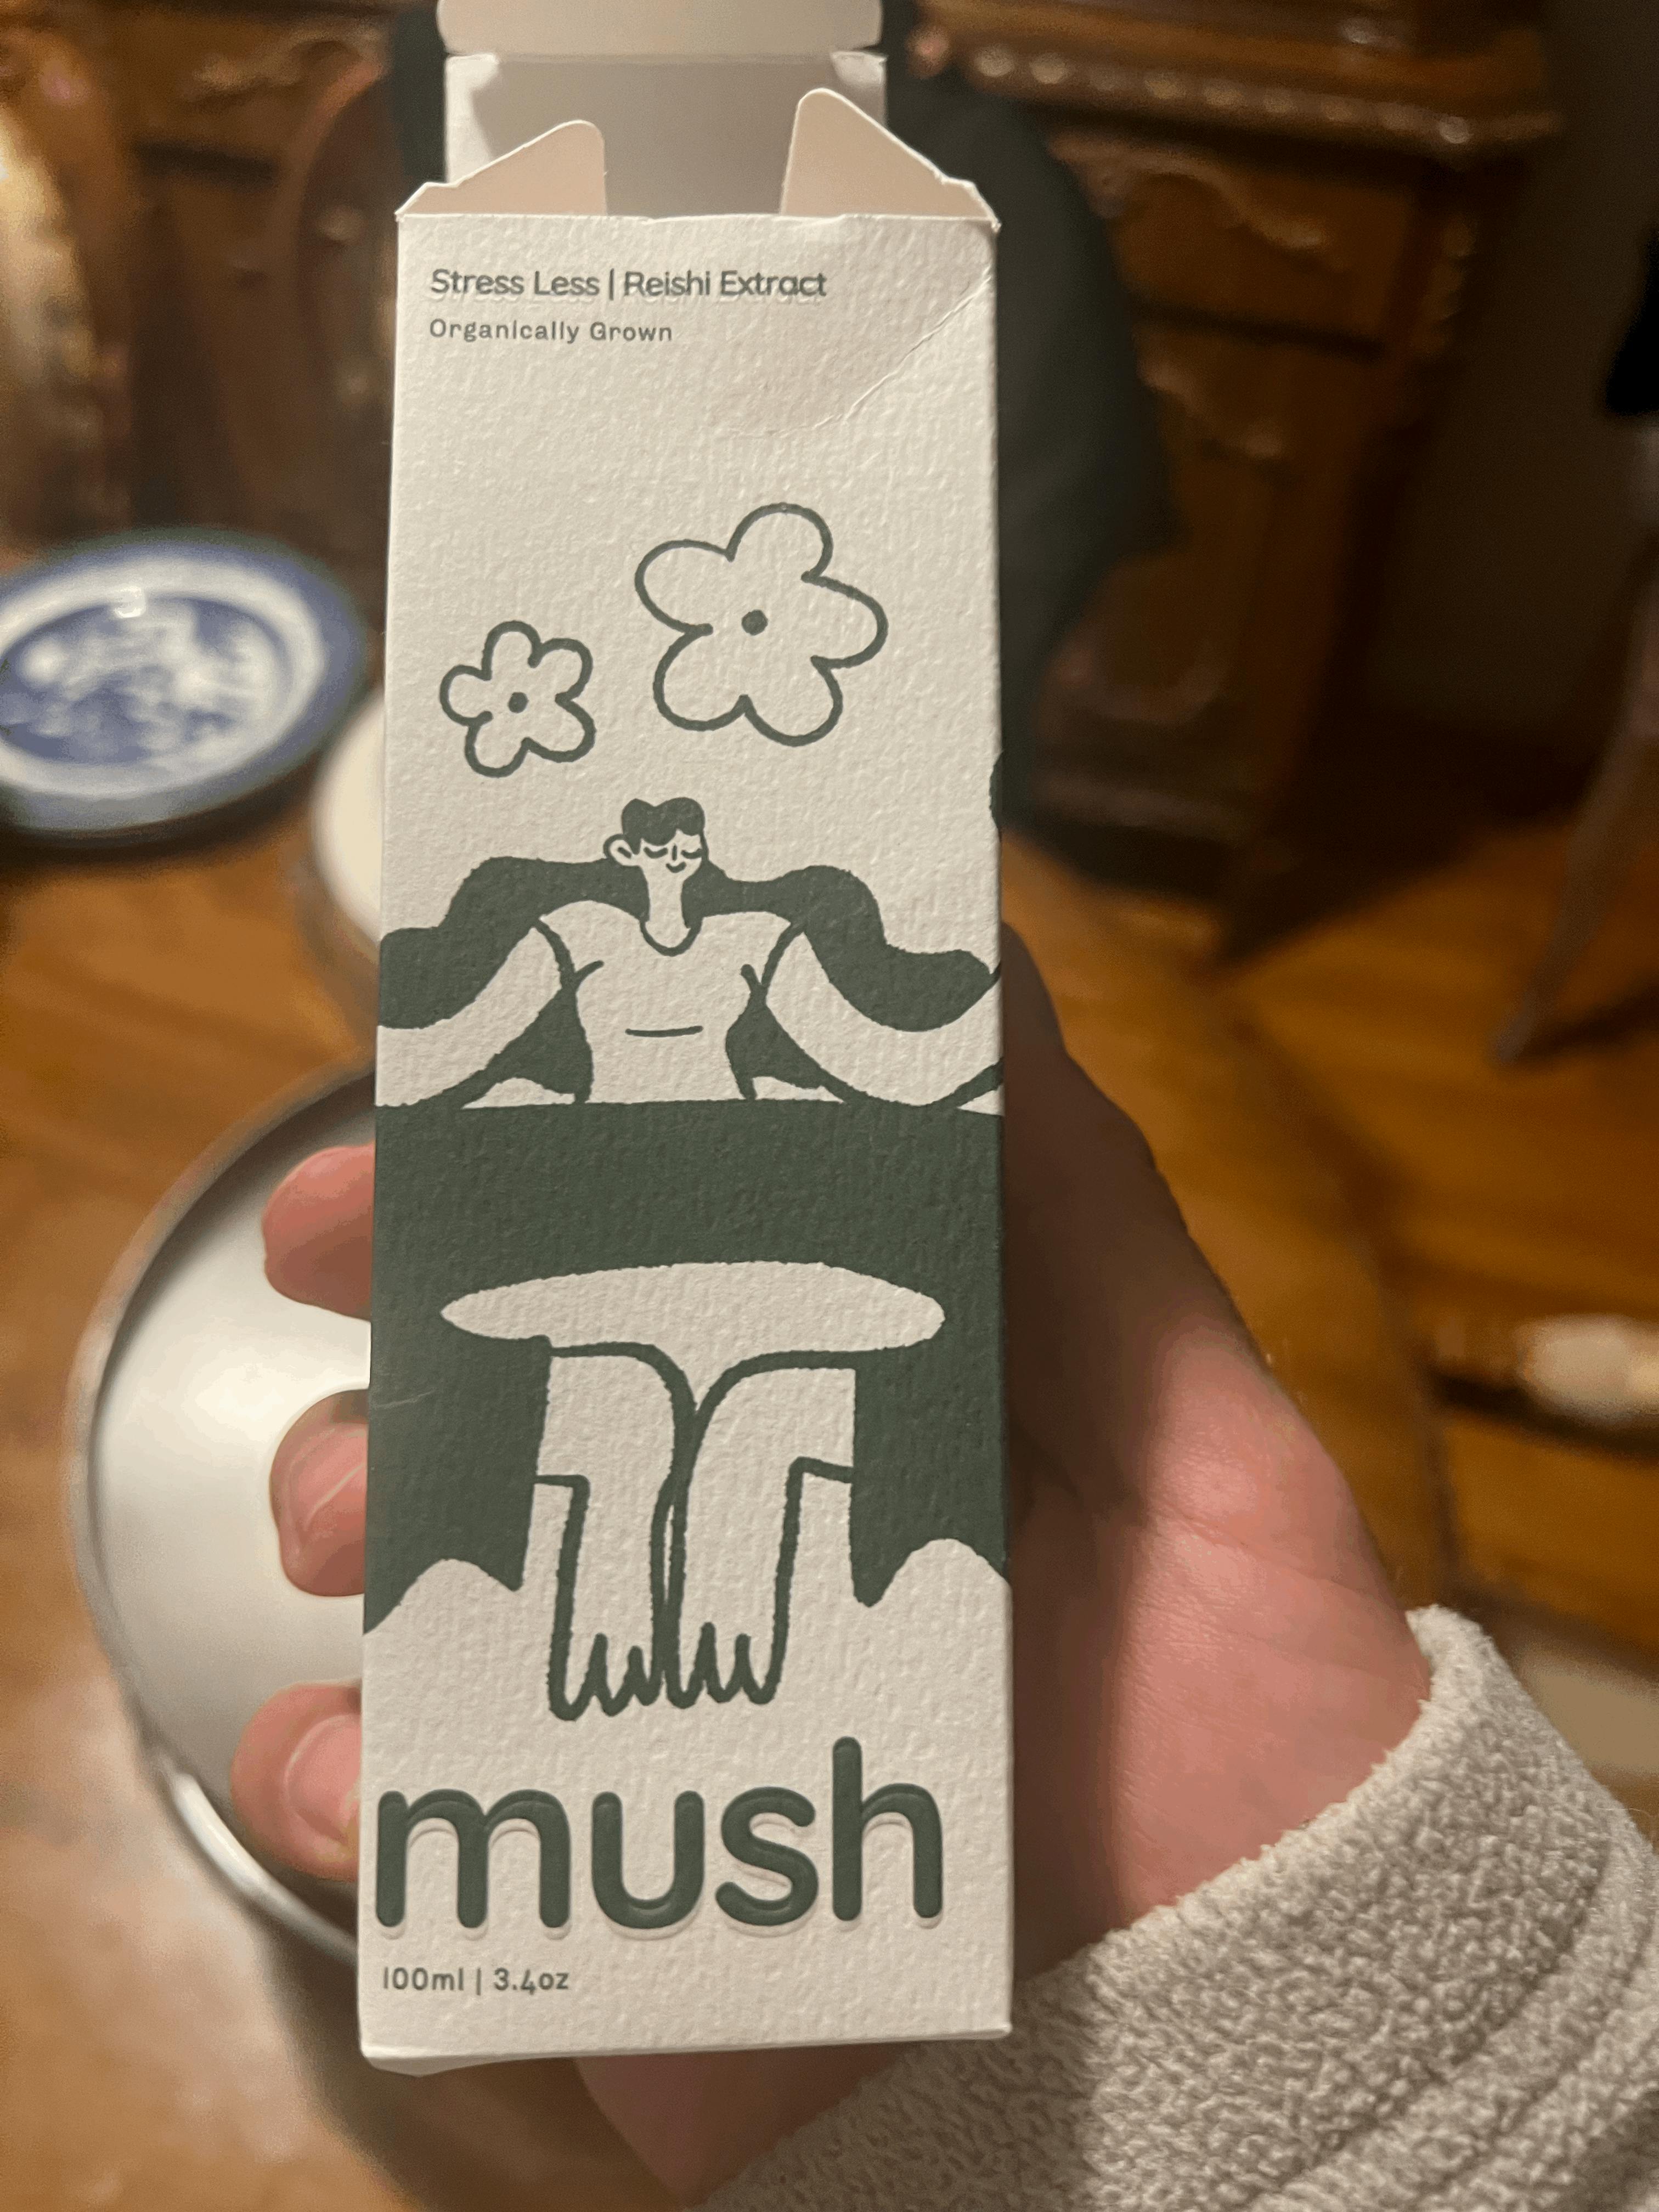 Stress Less | Reishi Extract
Organically Grown
mush
100ml | 3.4oz